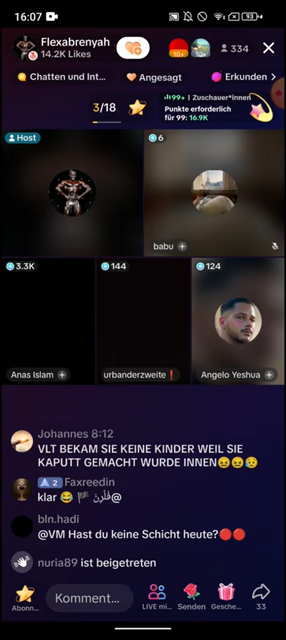 16:07
93
Flexabrenyah
14.2K Likes
10+
10+
334
Chatten und Int...
Angesagt
Erkunden
3/18
99+ | Zuschauer*innen
Punkte erforderlich
für 99: 16.9K
Host
6
babu
3.3K
144
124
Anas Islam
urbanderzweite❗
Angelo Yeshua
Johannes 8:12
VLT BEKAM SIE KEINE KINDER WEIL SIE
KAPUTT GEMACHT WURDE INNEN
2 Faxreedin
bln.hadi
@VM Hast du keine Schicht heute?🔴🔴
nuria89 ist beigetreten
Abonn...
Komment...
LIVE mi...
Senden
Gesche...
33